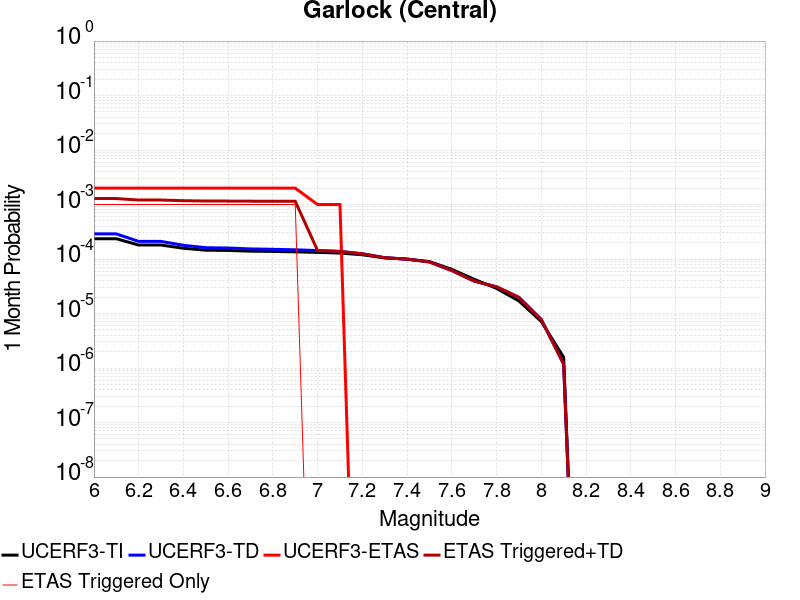 Garlock (Central)
10^0
10^-1
10^-2
10^-3
10^-4
10^-5
10^-6
10^-7
10^-8
1 Month Probability
6 6.2 6.4 6.6 6.8 7 7.2 7.4 7.6 7.8 8 8.2 8.4 8.6 8.8 9
Magnitude
UCERF3-TI UCERF3-TD UCERF3-ETAS ETAS Triggered+TD
ETAS Triggered Only